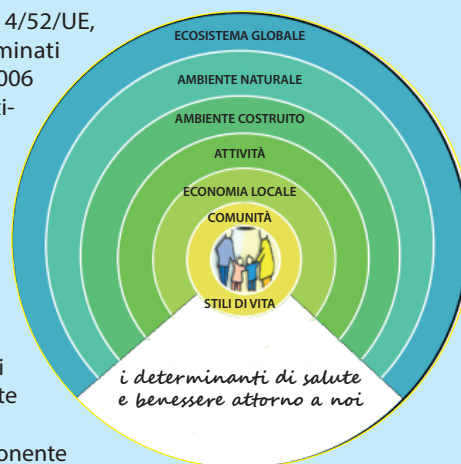 4/52/UE,
minati
006
ti-
ECOSISTEMA GLOBALE
AMBIENTE NATURALE
AMBIENTE COSTRUITO
ATTIVITÀ
ECONOMIA LOCALE
COMUNITÀ
STILI DI VITA
i determinanti di salute
e benessere attorno a noi
i
te
onente